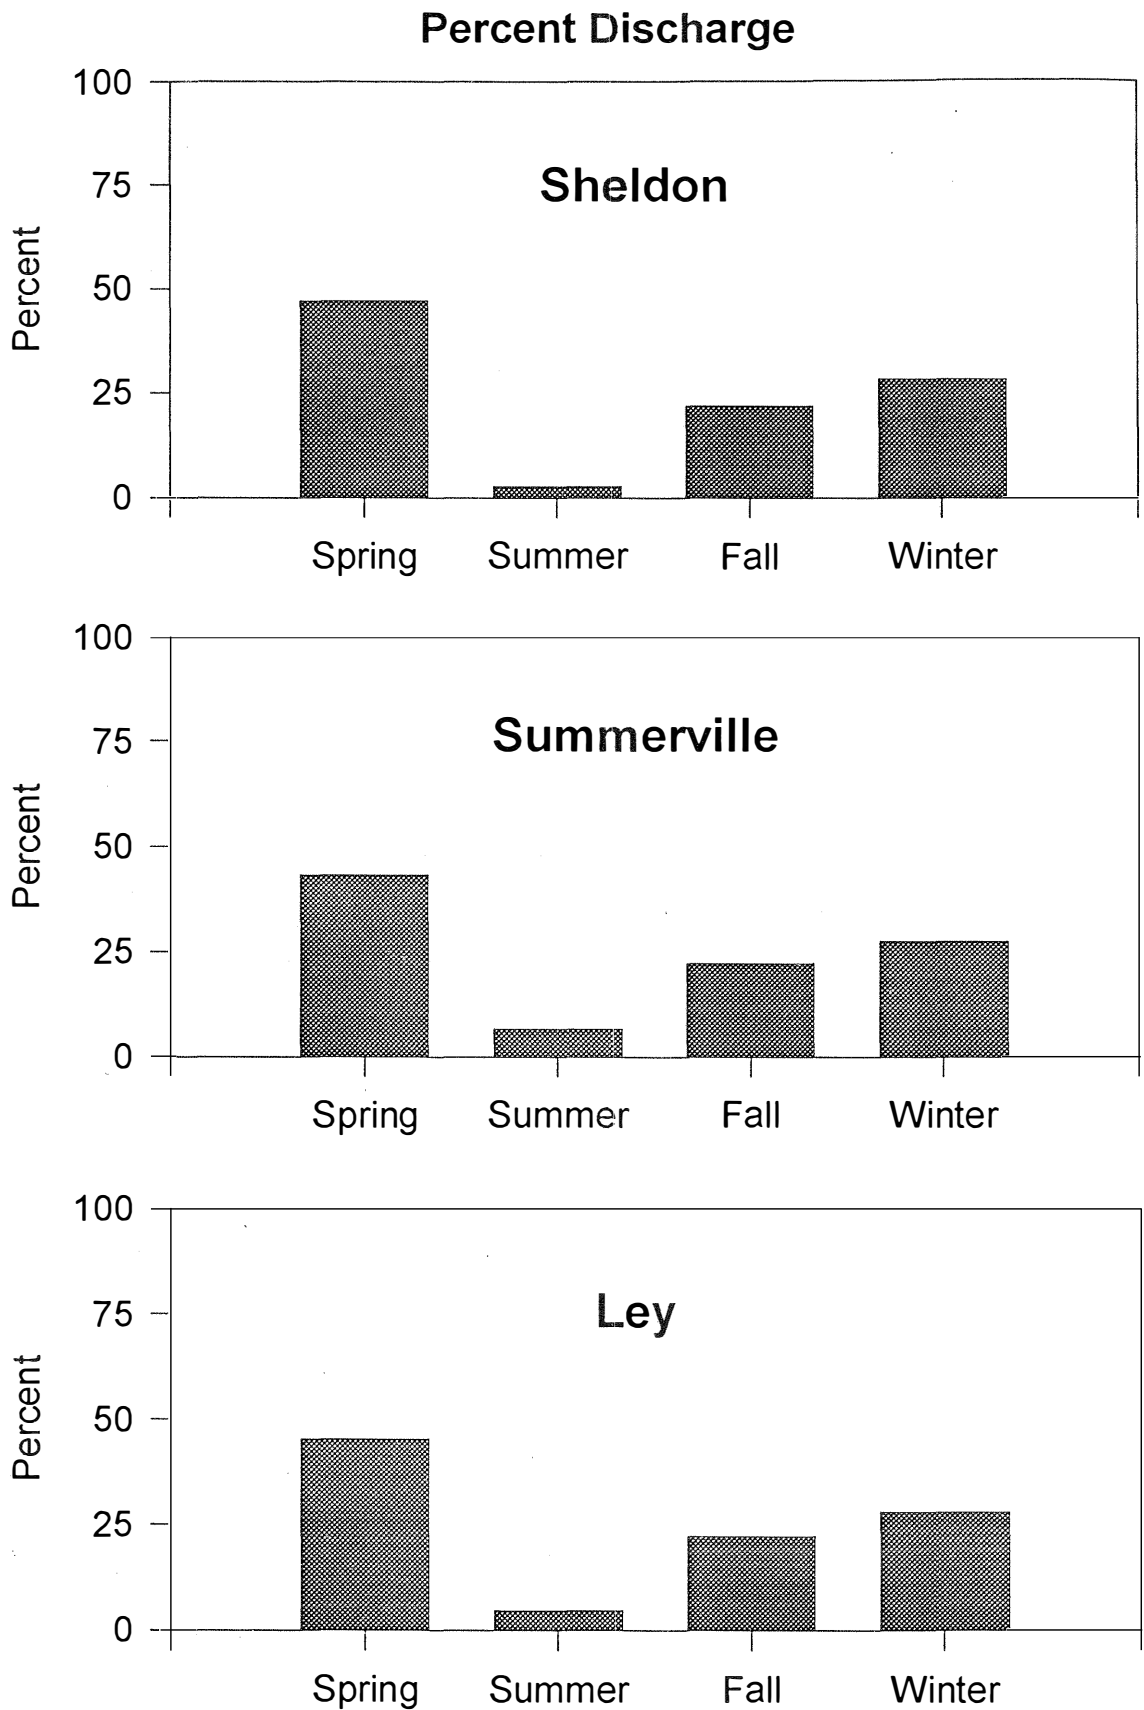 Percent Discharge
100
Sheldon
75
Percent
50
25
0
Spring Summer Fall Winter
100
Summerville
75
Percent
50
25
0
Spring Summer Fall Winter
100
Ley
75
Percent
50
25
0
Spring Summer Fall Winter